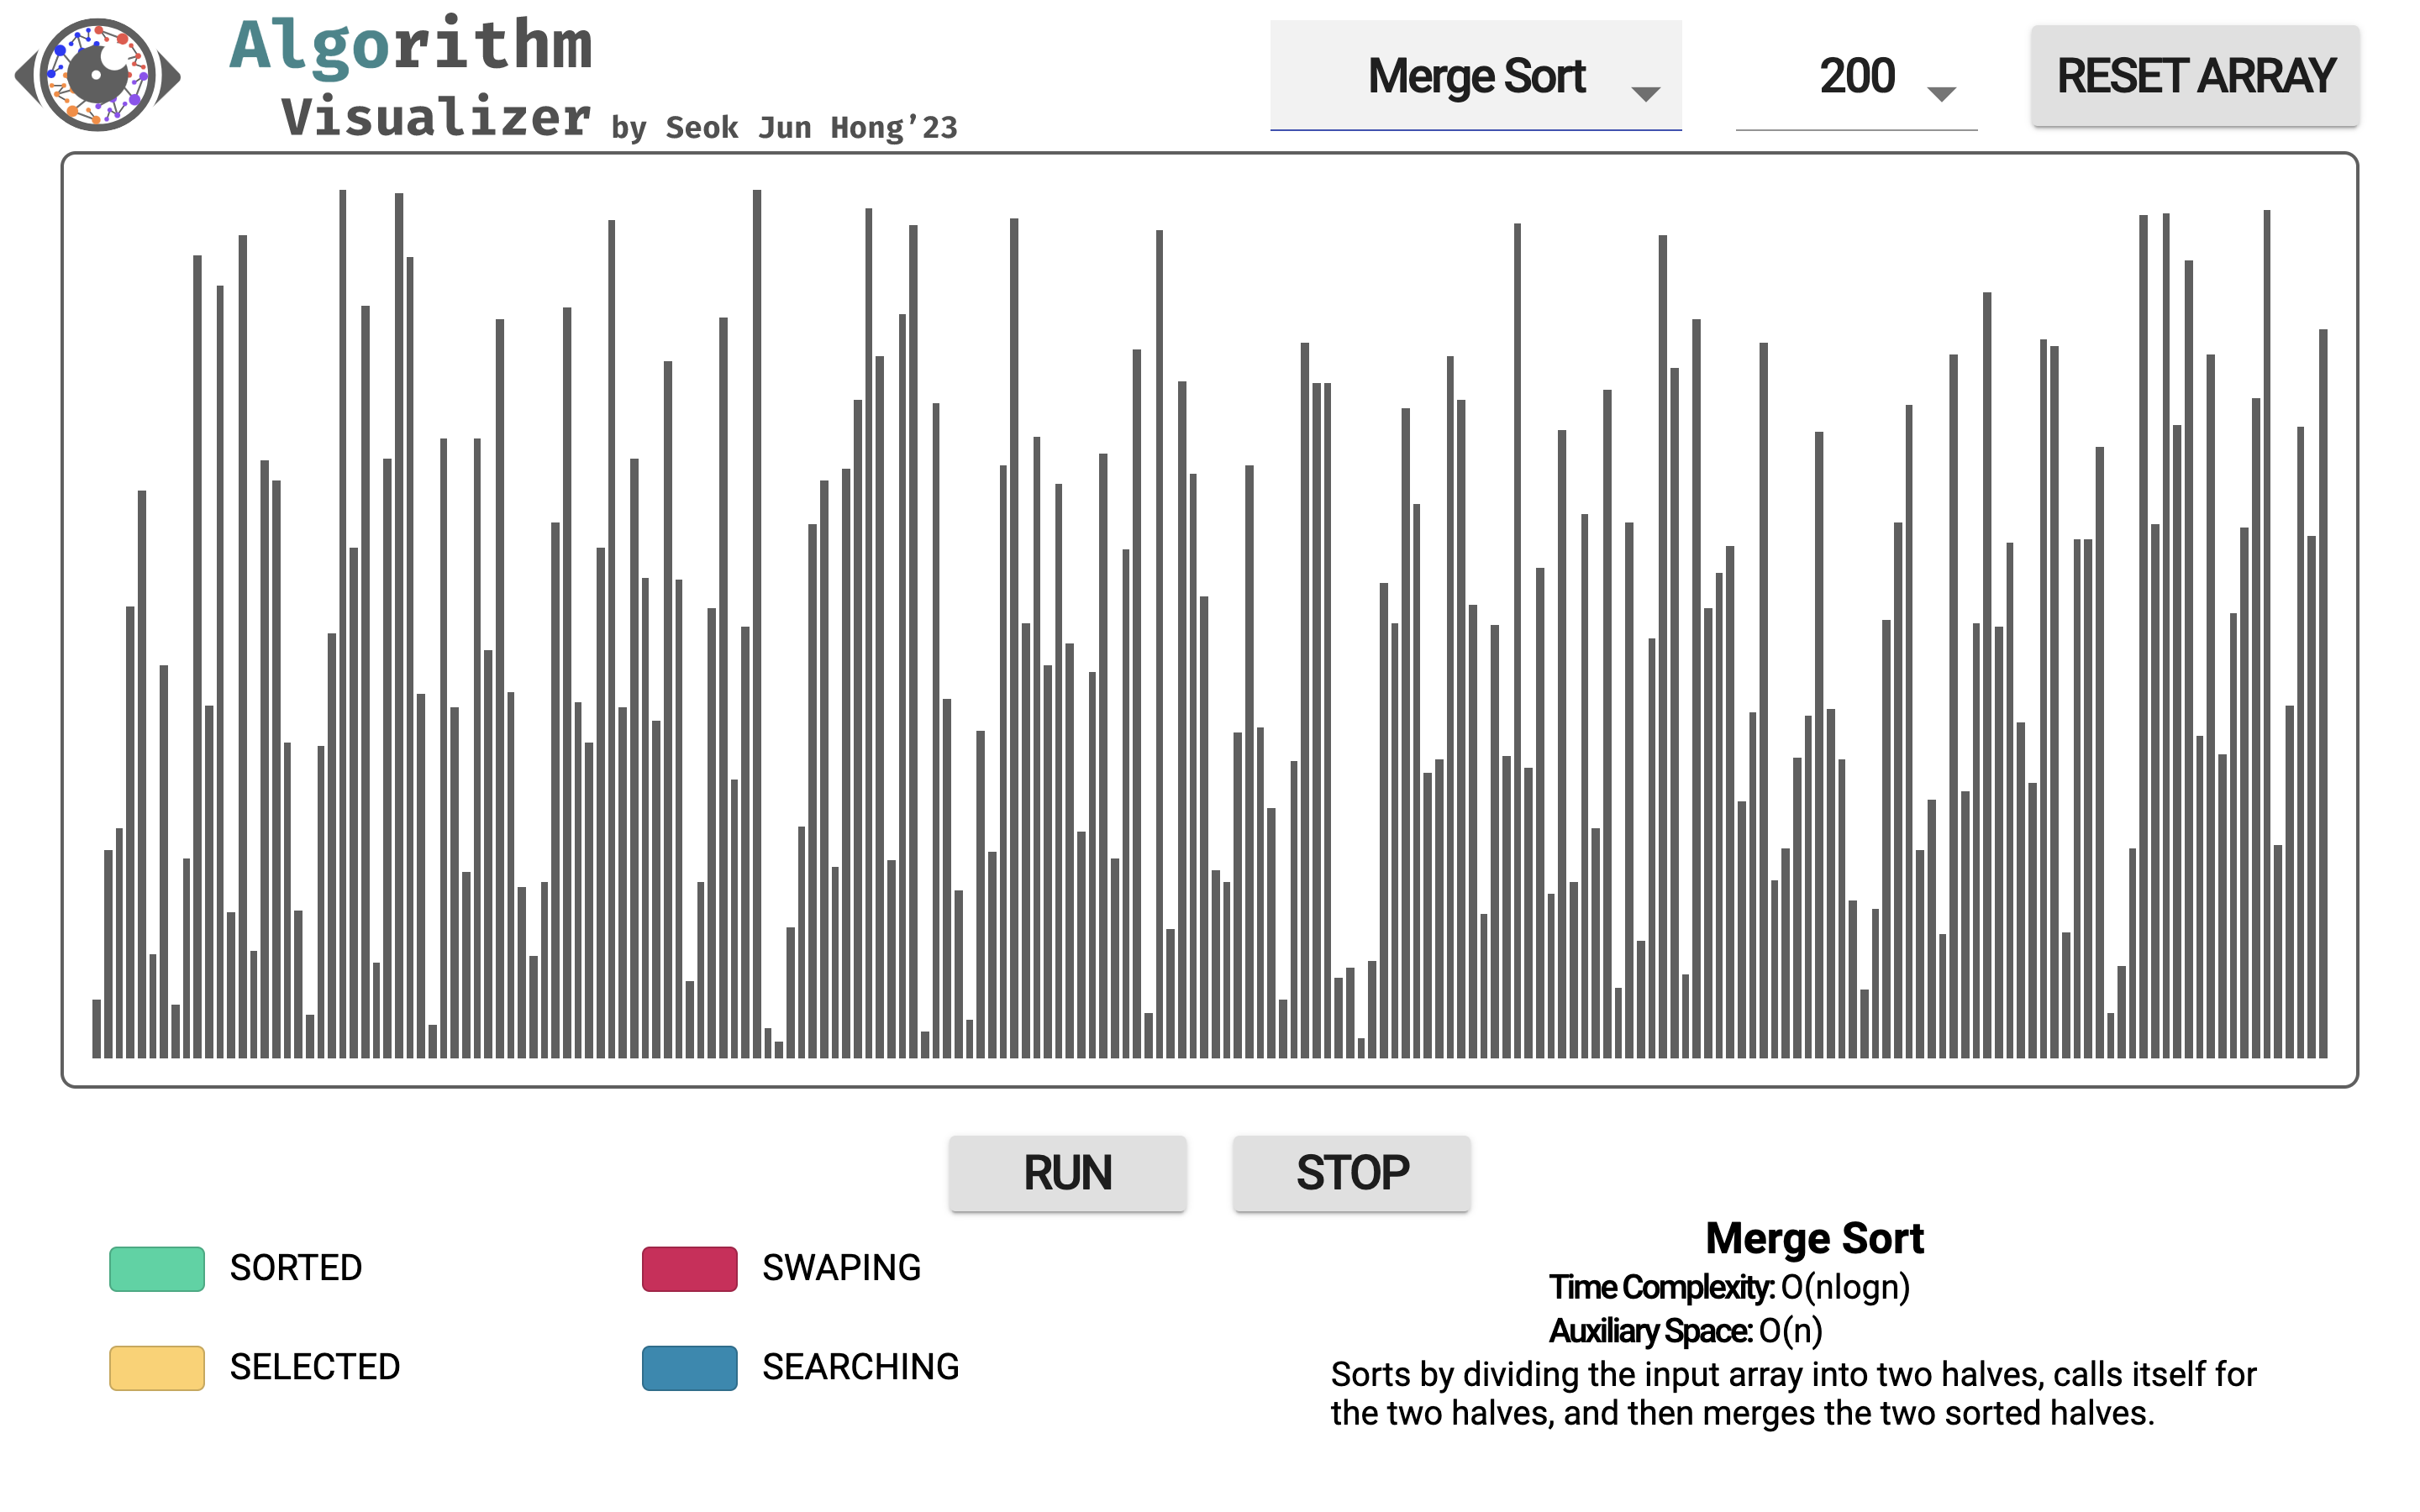 Algorithm
Visualizer by Seok Jun Hong’23
Merge Sort
200
RESET ARRAY
RUN
STOP
SORTED
SWAPING
SELECTED
SEARCHING
Merge Sort
Time Complexity: O(nlogn)
Auxiliary Space: O(n)
Sorts by dividing the input array into two halves, calls itself for
the two halves, and then merges the two sorted halves.